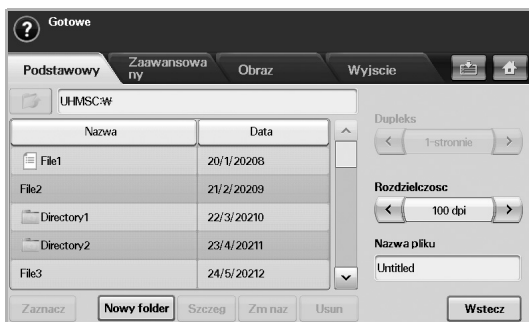 Gotowe
Podstawowy Zaawansowa ny Obraz Wyjscie
UHMSC:\
Nazwa Data
File1 20/1/20208
File2 21/2/20209
Directory1 22/3/20210
Directory2 23/4/20211
File3 24/5/20212
Dupleks
1-stronnie
Rozdzielczosc
100 dpi
Nazwa pliku
Untitled
Zaznacz Nowy folder Szczeg Zm naz Usun Wstecz